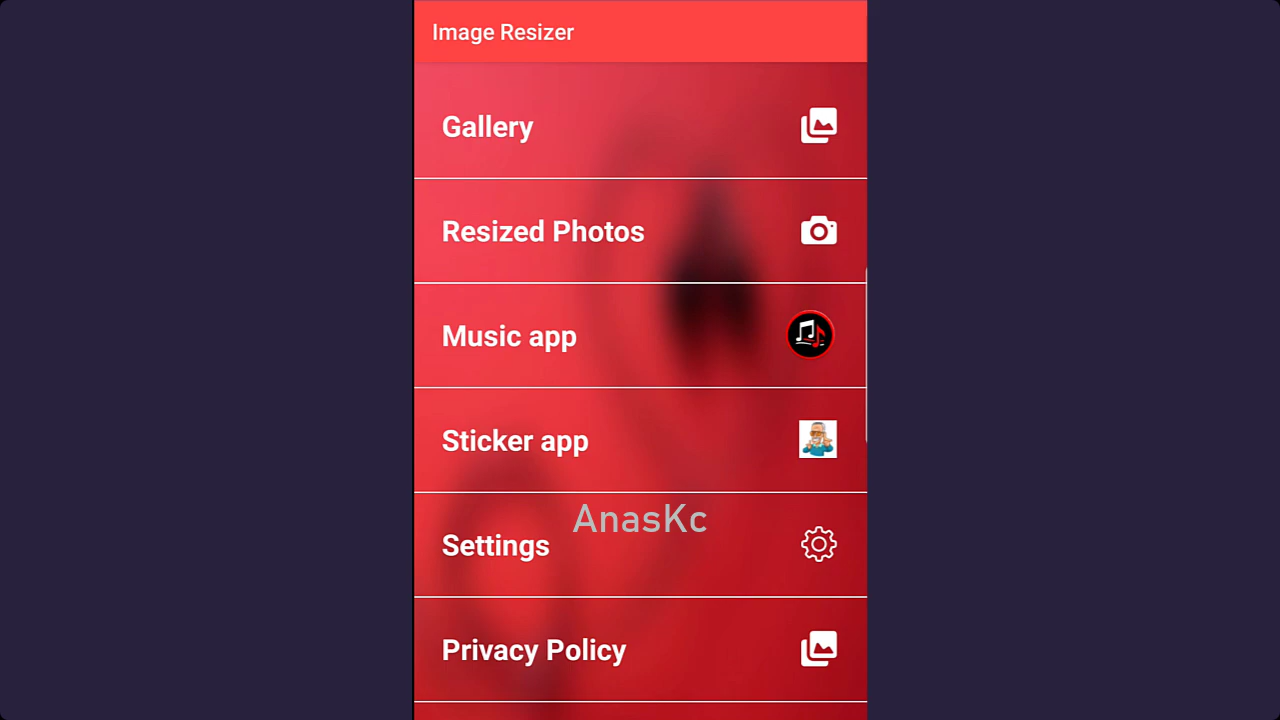 Image Resizer
Gallery
Resized Photos
Music app
Sticker app
AnasKc
Settings
Privacy Policy